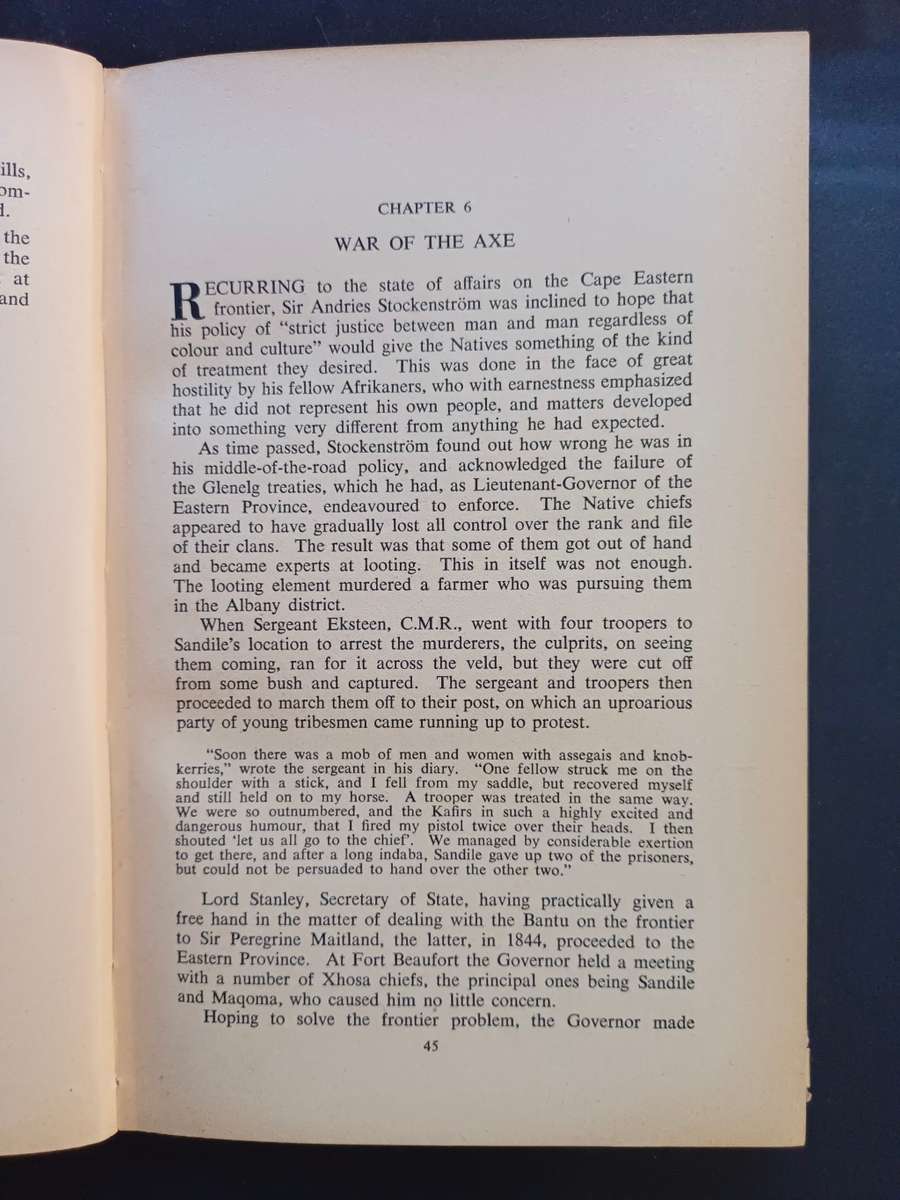 ills,
om-
d.
the
the
at
and
CHAPTER 6
WAR OF THE AXE
RECURRING to the state of affairs on the Cape Eastern
frontier, Sir Andries Stockenström was inclined to hope that
his policy of "strict justice between man and man regardless of
colour and culture" would give the Natives something of the kind
of treatment they desired. This was done in the face of great
hostility by his fellow Afrikaners, who with earnestness emphasized
that he did not represent his own people, and matters developed
into something very different from anything he had expected.
As time passed, Stockenström found out how wrong he was in
his middle-of-the-road policy, and acknowledged the failure of
the Glenelg treaties, which he had, as Lieutenant-Governor of the
Eastern Province, endeavoured to enforce. The Native chiefs
appeared to have gradually lost all control over the rank and file
of their clans. The result was that some of them got out of hand
and became experts at looting. This in itself was not enough.
The looting element murdered a farmer who was pursuing them
in the Albany district.
When Sergeant Eksteen, C.M.R., went with four troopers to
Sandile's location to arrest the murderers, the culprits, on seeing
them coming, ran for it across the veld, but they were cut off
from some bush and captured. The sergeant and troopers then
proceeded to march them off to their post, on which an uproarious
party of young tribesmen came running up to protest.
"Soon there was a mob of men and women with assegais and knob-
kerries," wrote the sergeant in his diary. "One fellow struck me on the
shoulder with a stick, and I fell from my saddle, but recovered myself
and still held on to my horse. A trooper was treated in the same way.
We were so outnumbered, and the Kafirs in such a highly excited and
dangerous humour, that I fired my pistol twice over their heads. I then
shouted 'let us all go to the chief'. We managed by considerable exertion
to get there, and after a long indaba, Sandile gave up two of the prisoners,
but could not be persuaded to hand over the other two."
Lord Stanley, Secretary of State, having practically given a
free hand in the matter of dealing with the Bantu on the frontier
to Sir Peregrine Maitland, the latter, in 1844, proceeded to the
Eastern Province. At Fort Beaufort the Governor held a meeting
with a number of Xhosa chiefs, the principal ones being Sandile
and Maqoma, who caused him no little concern.
Hoping to solve the frontier problem, the Governor made
45